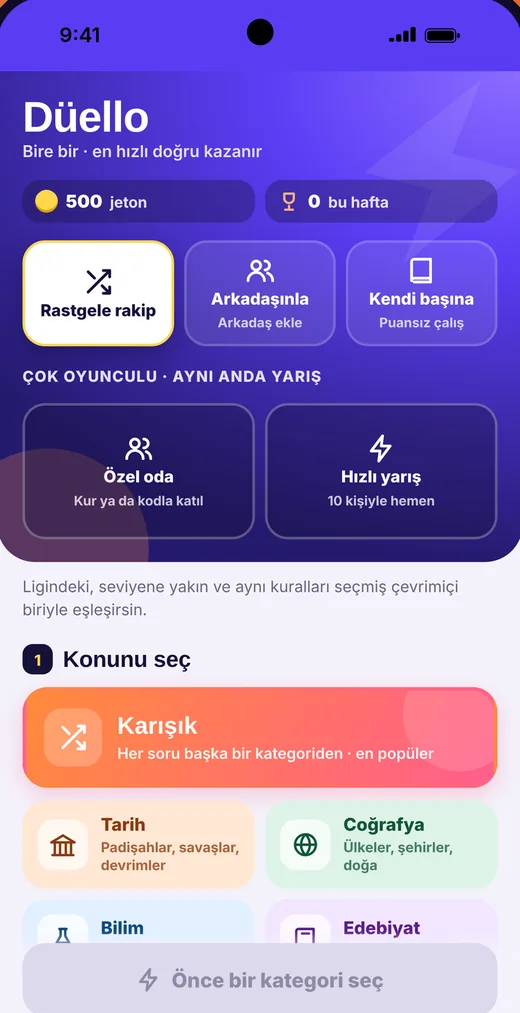 9:41
Düello
Bire bir · en hızlı doğru kazanır
500 jeton
0 bu hafta
Rastgele rakip
Arkadaşınla
Arkadaş ekle
Kendi başına
Puansız çalış
ÇOK OYUNCULU · AYNI ANDA YARIŞ
Özel oda
Kur ya da kodla katıl
Hızlı yarış
10 kişiyle hemen
Ligindeki, seviyene yakın ve aynı kuralları seçmiş çevrimiçi
biriyle eşleşirsin.
1 Konunu seç
Karışık
Her soru başka bir kategoriden · en popüler
Tarih
Padişahlar, savaşlar,
devrimler
Coğrafya
Ülkeler, şehirler,
doğa
Bilim
Edebiyat
Önce bir kategori seç